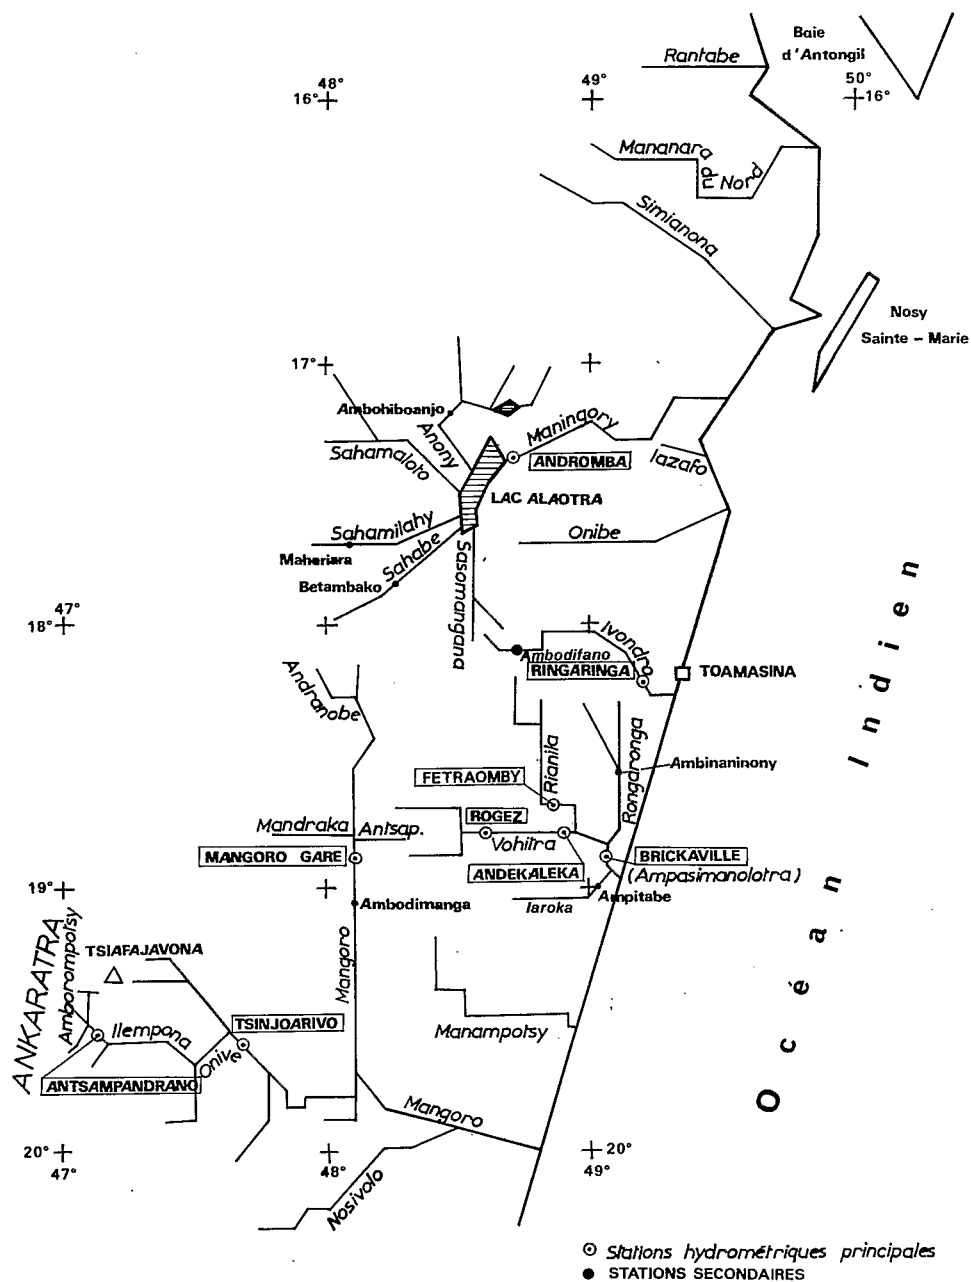 Baie
d'Antongil
Rantabe
48°
49°
50°
16°
16°
Mananara
du Nord
Simianona
Nosy
Sainte - Marie
17°
Ambohiboanjo
Anony
Maningory
Sahamaloto
ANDROMBA
Iazafo
LAC ALAOTRA
Sahamilahy
Onibe
Maheriara
Sahabe
Betambako
Sasomangana
47°
18°
Ivondro
Ambodifano
RINGARINGA
TOAMASINA
Andranobe
Rianila
Rongaronga
Ambinaninony
FETRAOMBY
ROGEZ
Mandraka
Antsap.
Vohitra
MANGORO GARE
BRICKAVILLE
ANDEKALEKA
(Ampasimanolotra)
19°
Ampitabe
Iaroka
Ambodimanga
ANKARATRA
Amborompotsy
TSIAFAJAVONA
Mangoro
TSINJOARIVO
Ilempona
Onive
Manampotsy
ANTSAMPANDRANO
Mangoro
20°
20°
47°
48°
49°
Nosivolo
Océan Indien
Stations hydrométriques principales
STATIONS SECONDAIRES